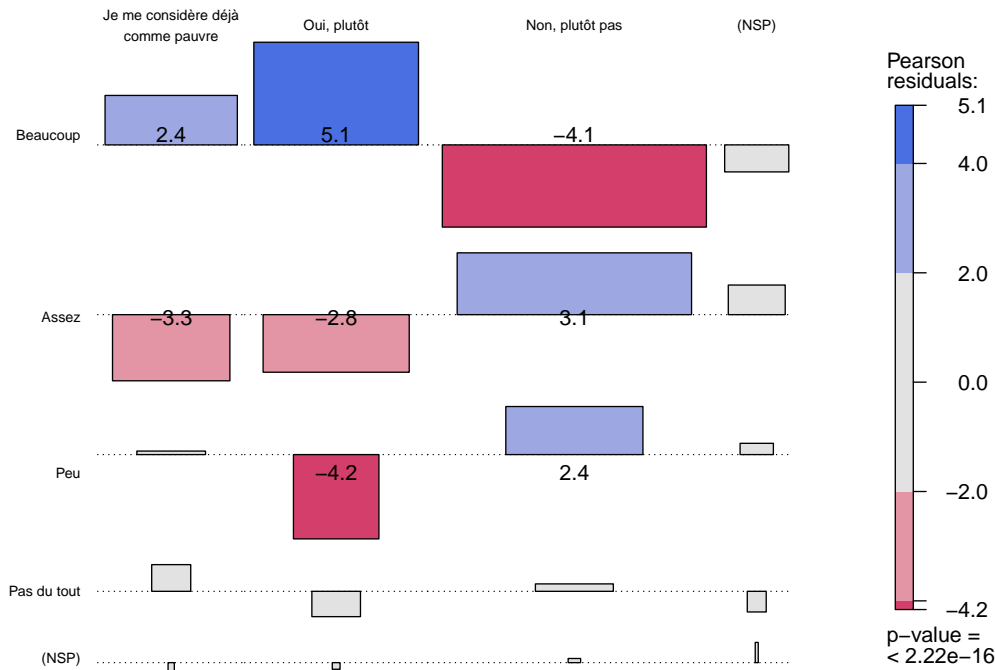 Je me considère déjà
comme pauvre
Oui, plutôt
Non, plutôt pas
(NSP)
Beaucoup
2.4
5.1
−4.1
Assez
−3.3
−2.8
3.1
Peu
−4.2
2.4
Pas du tout
(NSP)
Pearson
residuals:
5.1
4.0
2.0
0.0
−2.0
−4.2
p−value =
< 2.22e−16